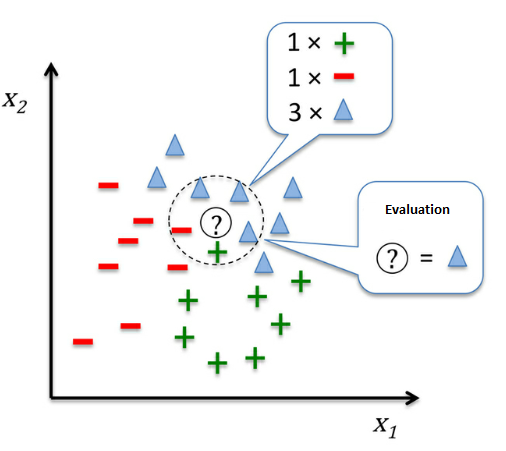 1 × +
1 × −
3 ×
x₂
?
Evaluation
? =
x₁